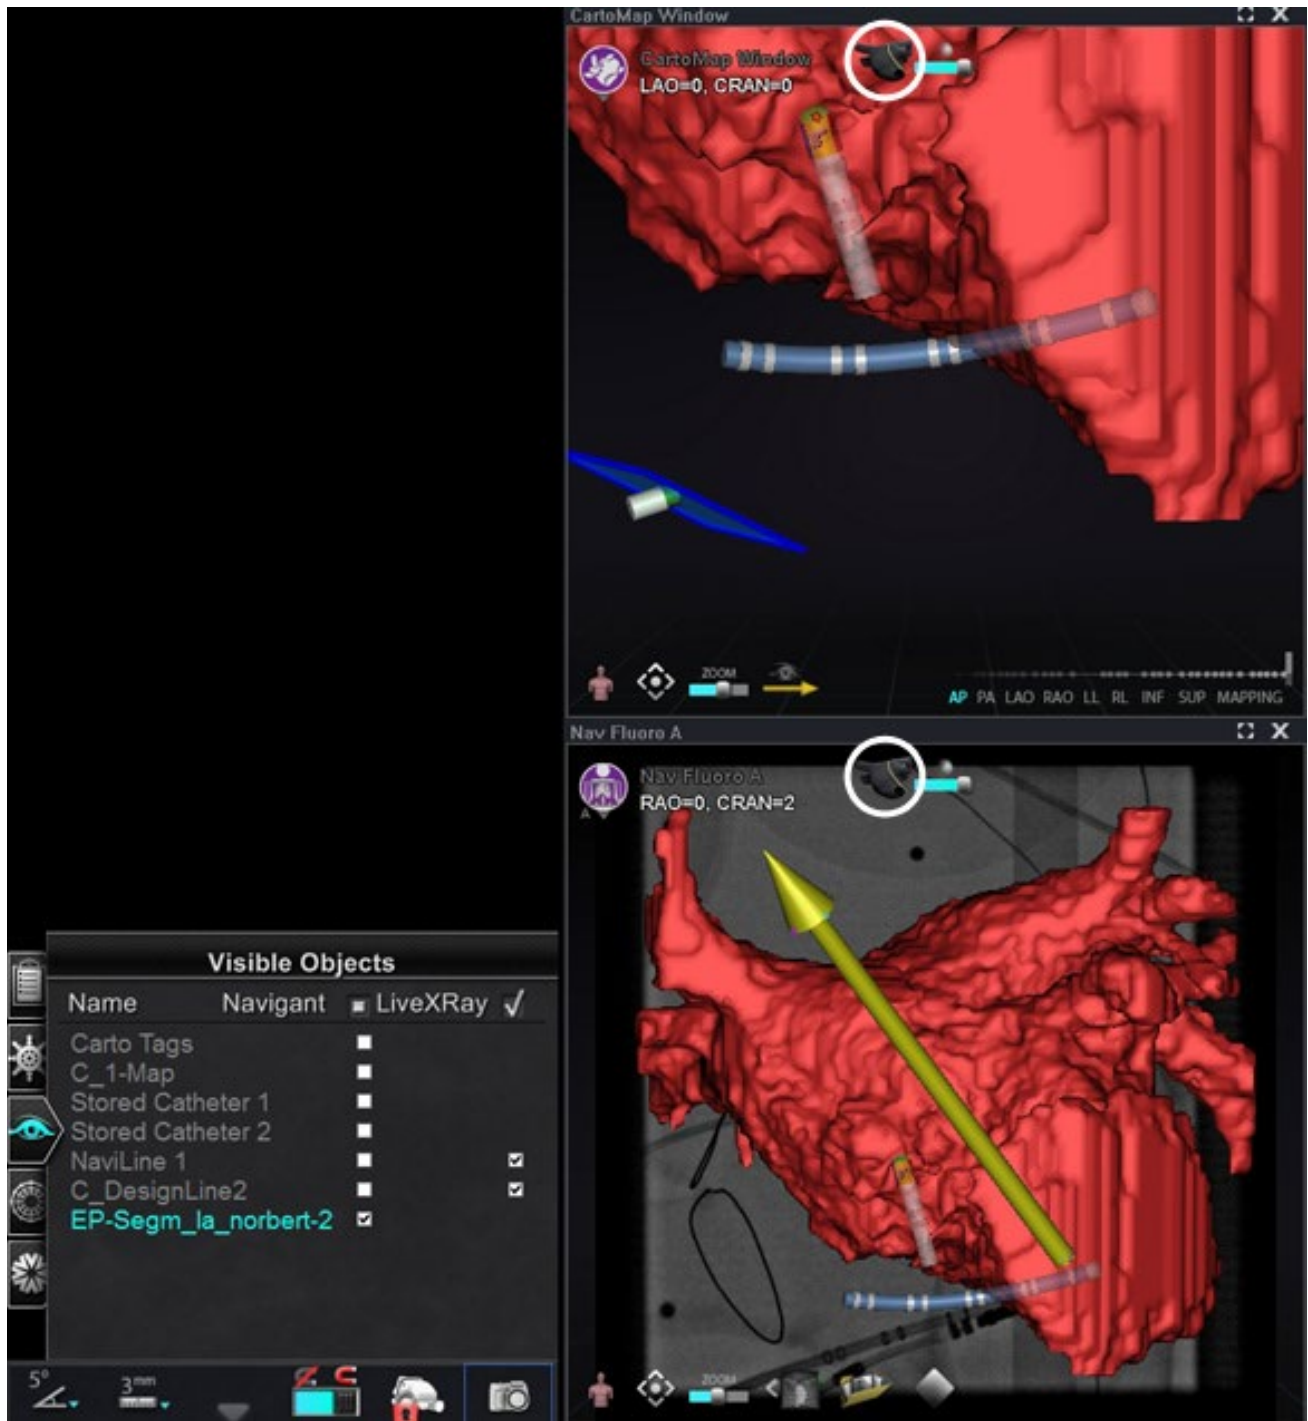 CartoMap Window
CartoMap Window
LAO=0, CRAN=0
ZOOM
AP PA LAO RAO LL RL INF SUP MAPPING
Nav Fluoro A
Nav Fluoro A
RAO=0, CRAN=2
A
ZOOM
Visible Objects
Name Navigant LiveXRay
Carto Tags
C_1-Map
Stored Catheter 1
Stored Catheter 2
NaviLine 1
C_DesignLine2
EP-Segm_la_norbert-2
5° 3mm